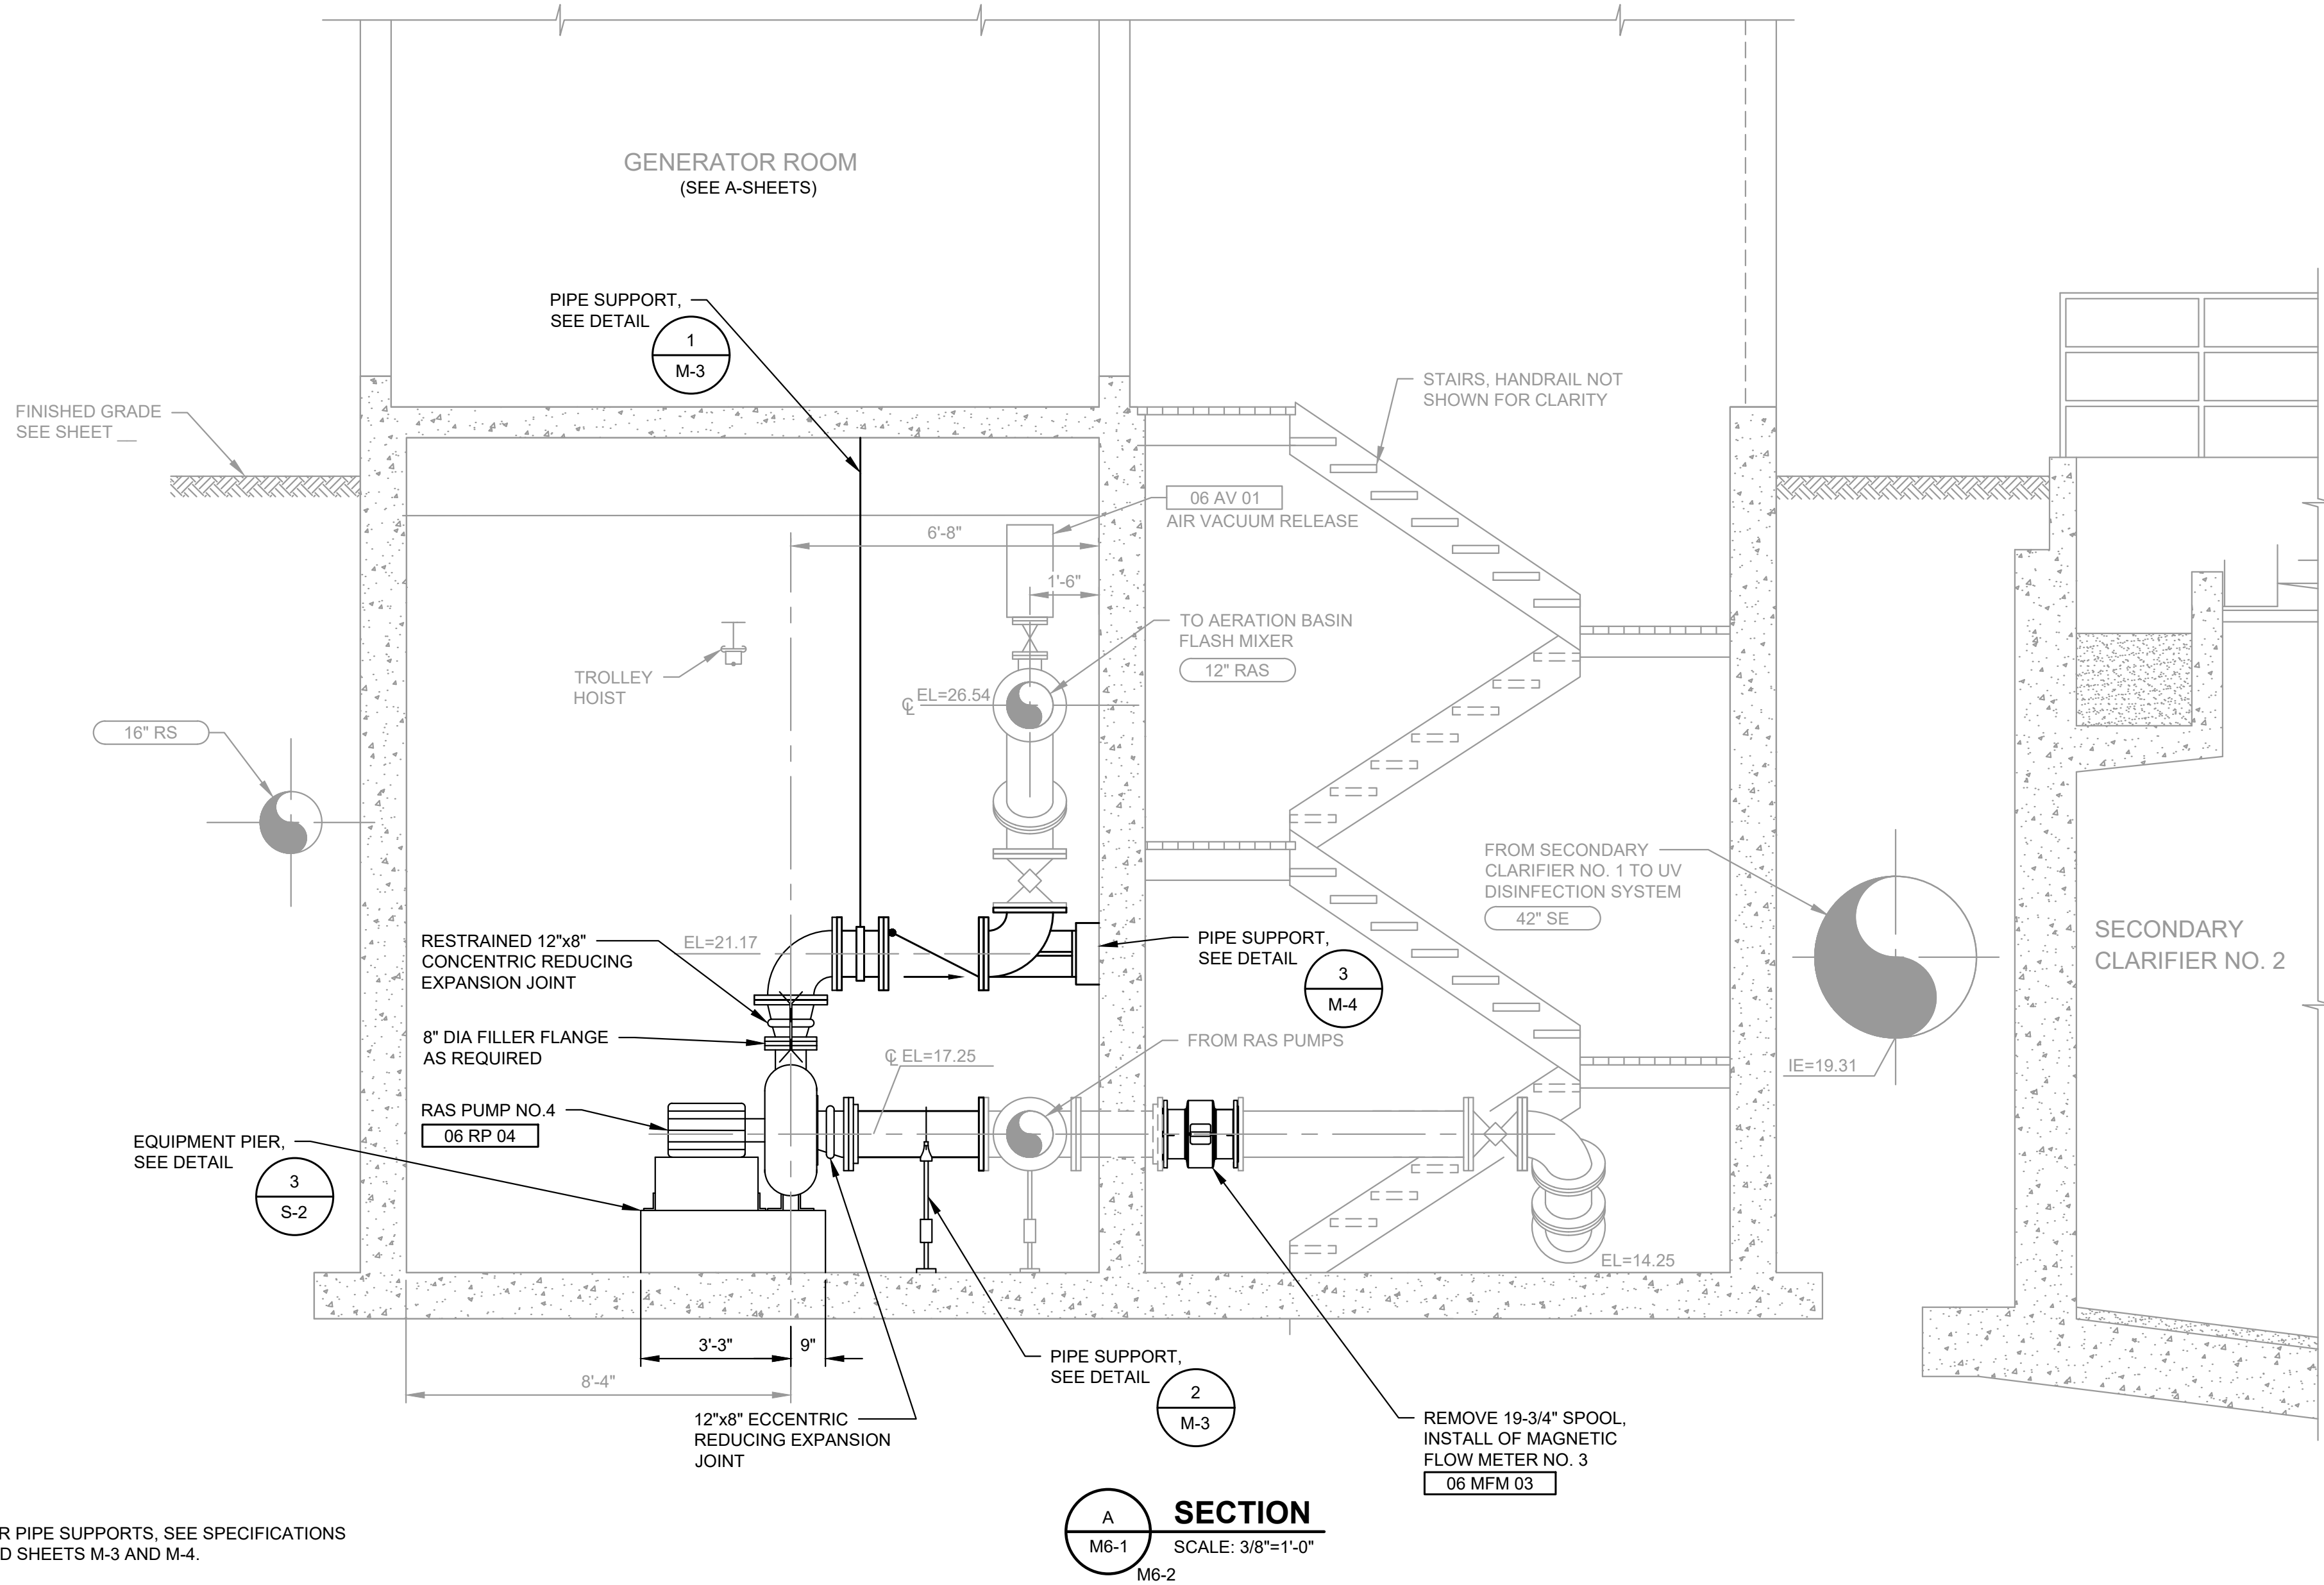 GENERATOR ROOM
(SEE A-SHEETS)
PIPE SUPPORT,
SEE DETAIL
1
M-3
FINISHED GRADE
SEE SHEET __
STAIRS, HANDRAIL NOT
SHOWN FOR CLARITY
06 AV 01
AIR VACUUM RELEASE
6'-8"
1'-6"
TO AERATION BASIN
FLASH MIXER
12" RAS
TROLLEY
HOIST
℄ EL=26.54
16" RS
FROM SECONDARY
CLARIFIER NO. 1 TO UV
DISINFECTION SYSTEM
42" SE
SECONDARY
CLARIFIER NO. 2
RESTRAINED 12"x8"
CONCENTRIC REDUCING
EXPANSION JOINT
EL=21.17
PIPE SUPPORT,
SEE DETAIL
3
M-4
8" DIA FILLER FLANGE
AS REQUIRED
℄ EL=17.25
FROM RAS PUMPS
IE=19.31
RAS PUMP NO.4
06 RP 04
EQUIPMENT PIER,
SEE DETAIL
3
S-2
EL=14.25
3'-3"
9"
8'-4"
PIPE SUPPORT,
SEE DETAIL
2
M-3
12"x8" ECCENTRIC
REDUCING EXPANSION
JOINT
REMOVE 19-3/4" SPOOL,
INSTALL OF MAGNETIC
FLOW METER NO. 3
06 MFM 03
A
M6-1
SECTION
SCALE: 3/8"=1'-0"
M6-2
R PIPE SUPPORTS, SEE SPECIFICATIONS
D SHEETS M-3 AND M-4.